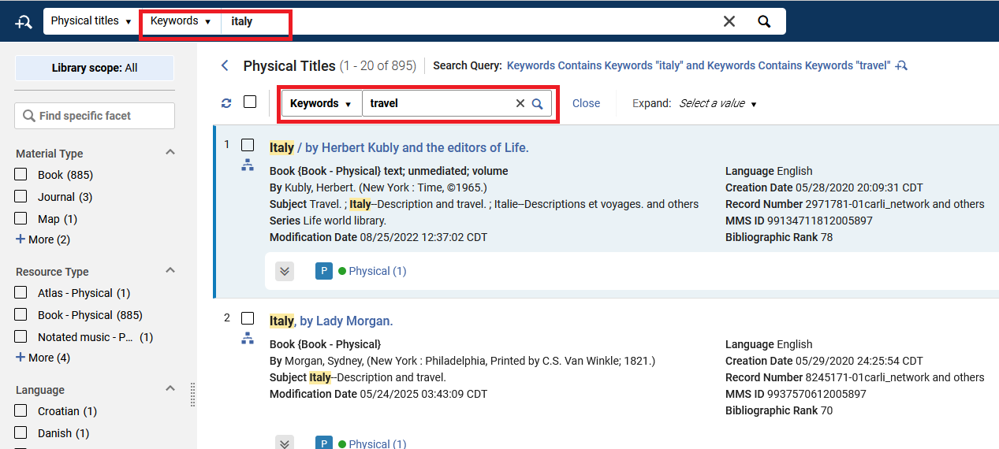 Physical titles Keywords italy
Library scope: All
Find specific facet
Material Type
Book (885)
Journal (3)
Map (1)
+ More (2)
Resource Type
Atlas - Physical (1)
Book - Physical (885)
Notated music - P... (1)
+ More (4)
Language
Croatian (1)
Danish (1)
Physical Titles (1 - 20 of 895) Search Query: Keywords Contains Keywords "italy" and Keywords Contains Keywords "travel"
Keywords travel Close Expand: Select a value
1 Italy / by Herbert Kubly and the editors of Life.
Book {Book - Physical} text; unmediated; volume
By Kubly, Herbert. (New York : Time, ©1965.)
Subject Travel. ; Italy--Description and travel. ; Italie--Descriptions et voyages. and others
Series Life world library.
Modification Date 08/25/2022 12:37:02 CDT
Language English
Creation Date 05/28/2020 20:09:31 CDT
Record Number 2971781-01carli_network and others
MMS ID 99134711812005897
Bibliographic Rank 78
P Physical (1)
2 Italy, by Lady Morgan.
Book {Book - Physical}
By Morgan, Sydney, (New York : Philadelphia, Printed by C.S. Van Winkle; 1821.)
Subject Italy--Description and travel.
Modification Date 05/24/2025 03:43:09 CDT
Language English
Creation Date 05/29/2020 24:25:54 CDT
Record Number 8245171-01carli_network and others
MMS ID 9937570612005897
Bibliographic Rank 70
P Physical (1)